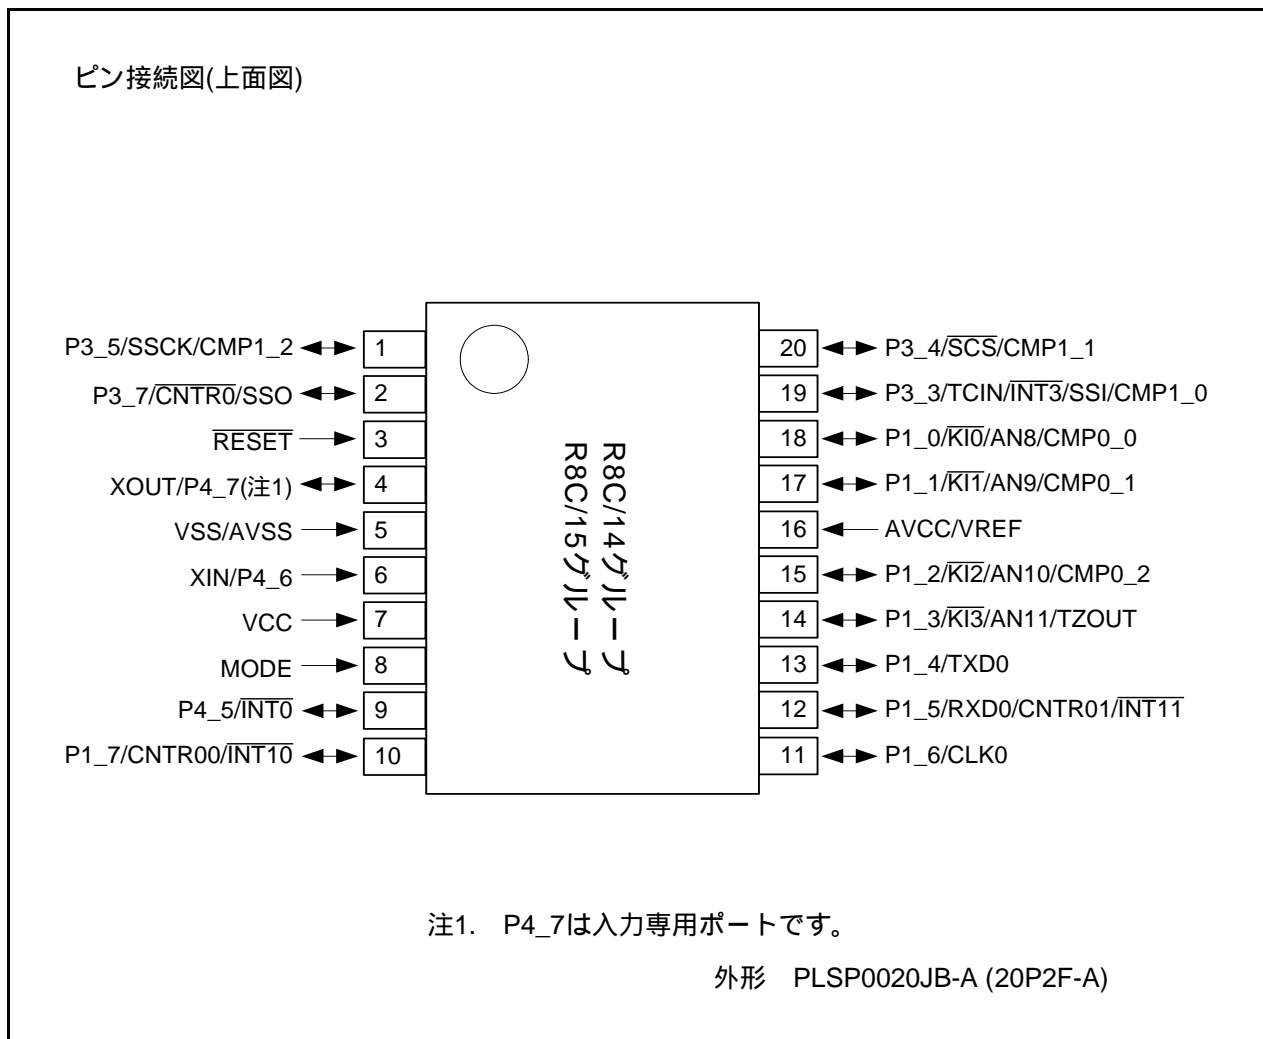 ピン接続図(上面図)
P3_5/SSCK/CMP1_2
1
P3_7/CNTR0/SSO
2
RESET
3
XOUT/P4_7(注1)
4
VSS/AVSS
5
XIN/P4_6
6
VCC
7
MODE
8
P4_5/INT0
9
P1_7/CNTR00/INT10
10
R8C/14グループ
R8C/15グループ
20
P3_4/SCS/CMP1_1
19
P3_3/TCIN/INT3/SSI/CMP1_0
18
P1_0/KI0/AN8/CMP0_0
17
P1_1/KI1/AN9/CMP0_1
16
AVCC/VREF
15
P1_2/KI2/AN10/CMP0_2
14
P1_3/KI3/AN11/TZOUT
13
P1_4/TXD0
12
P1_5/RXD0/CNTR01/INT11
11
P1_6/CLK0
注1. P4_7は入力専用ポートです。
外形 PLSP0020JB-A (20P2F-A)